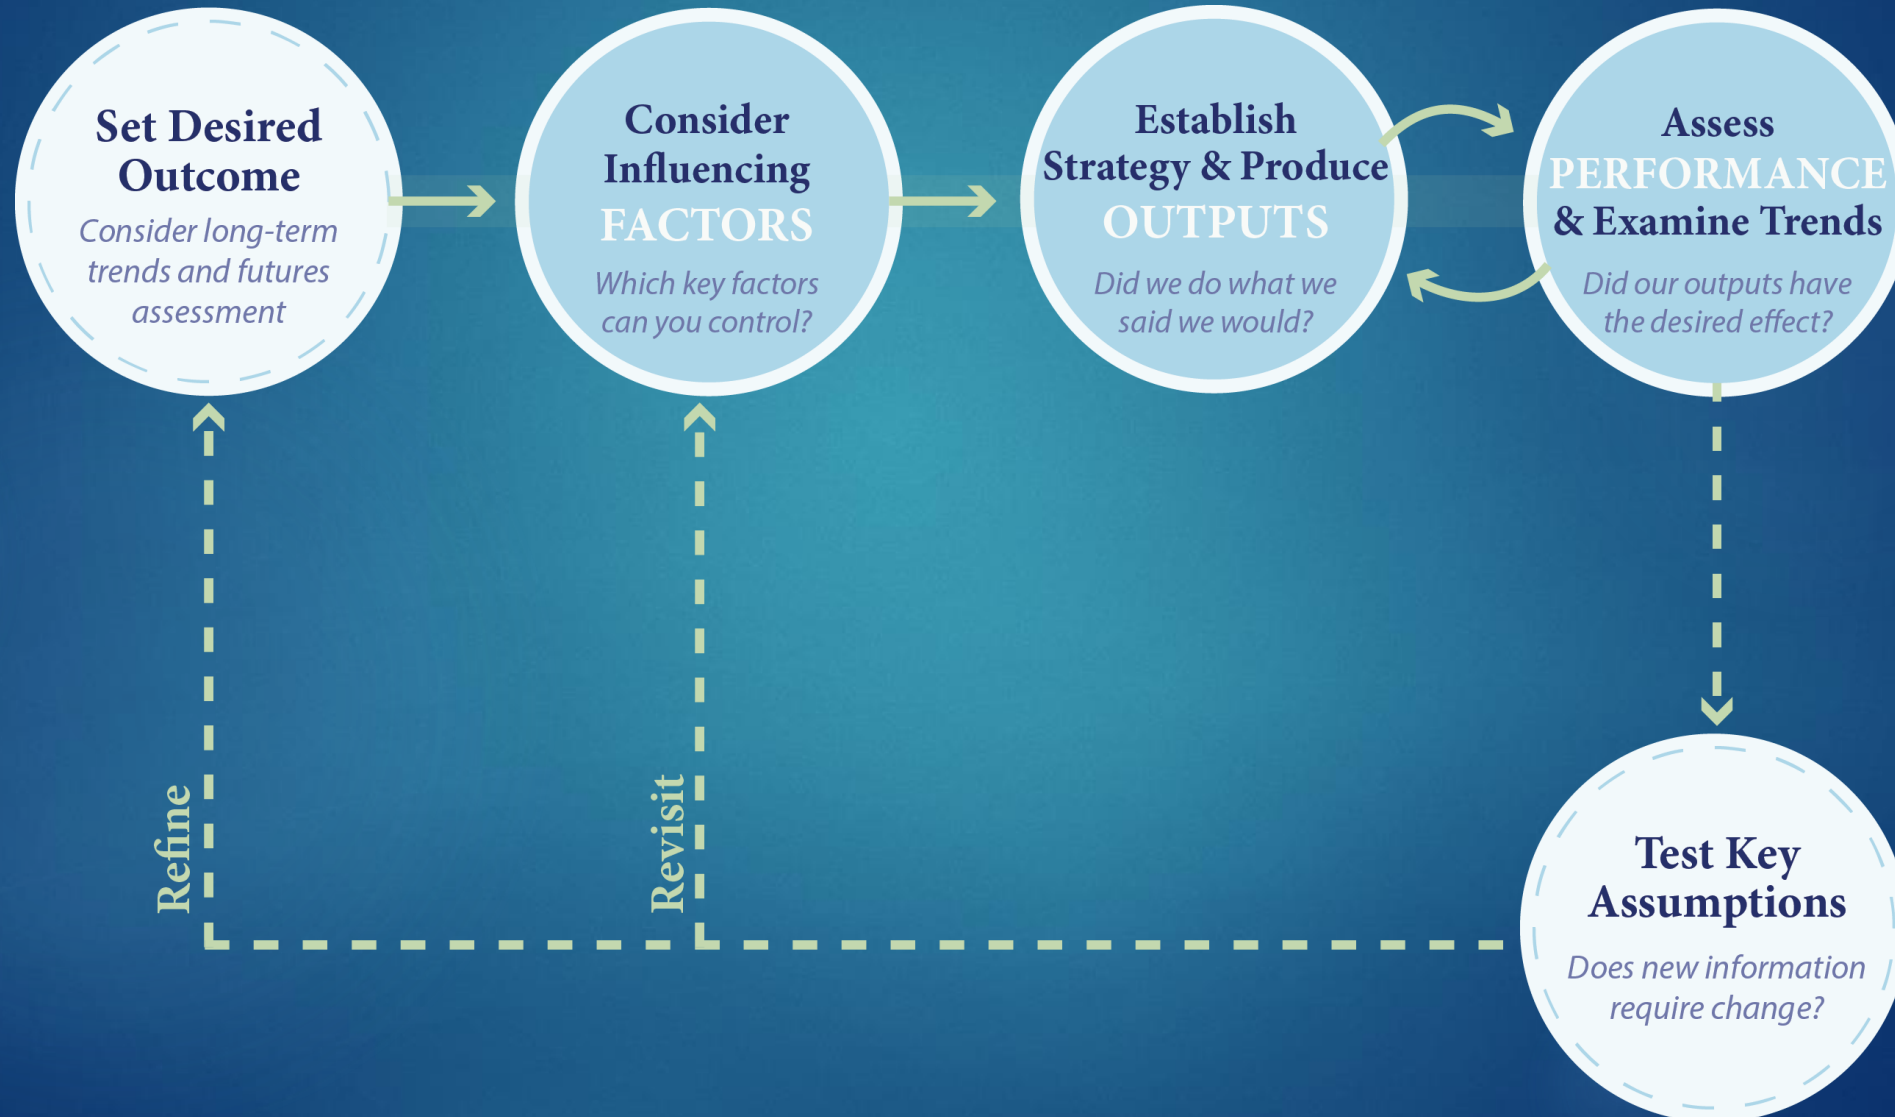 Set Desired
Outcome
Consider long-term
trends and futures
assessment
Consider
Influencing
FACTORS
Which key factors
can you control?
Establish
Strategy & Produce
OUTPUTS
Did we do what we
said we would?
Assess
PERFORMANCE
& Examine Trends
Did our outputs have
the desired effect?
Refine
Revisit
Test Key
Assumptions
Does new information
require change?